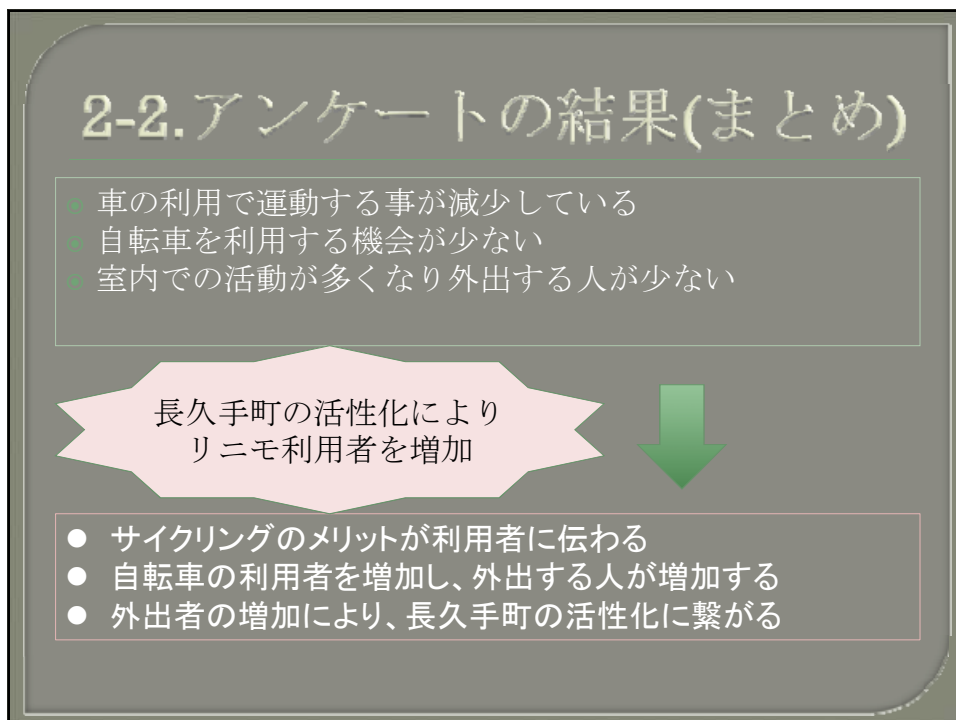 2-2.アンケートの結果(まとめ)
車の利用で運動する事が減少している
自転車を利用する機会が少ない
室内での活動が多くなり外出する人が少ない
長久手町の活性化により
リニモ利用者を増加
● サイクリングのメリットが利用者に伝わる
● 自転車の利用者を増加し、外出する人が増加する
● 外出者の増加により、長久手町の活性化に繋がる